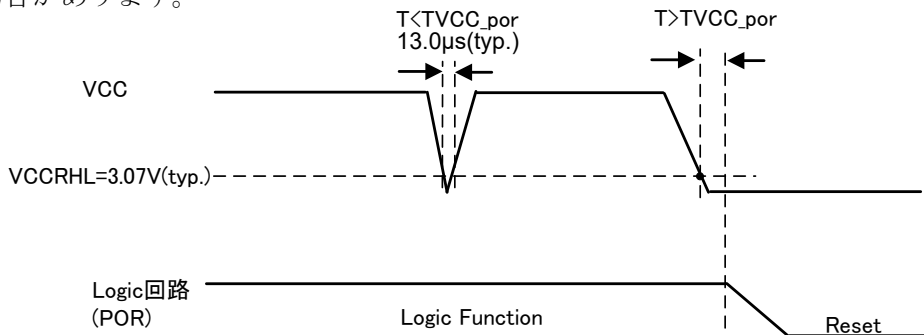 があります。
T<TVCC_por
13.0μs(typ.)
T>TVCC_por
VCC
VCCRHL=3.07V(typ.)
Logic回路
(POR)
Logic Function
Reset